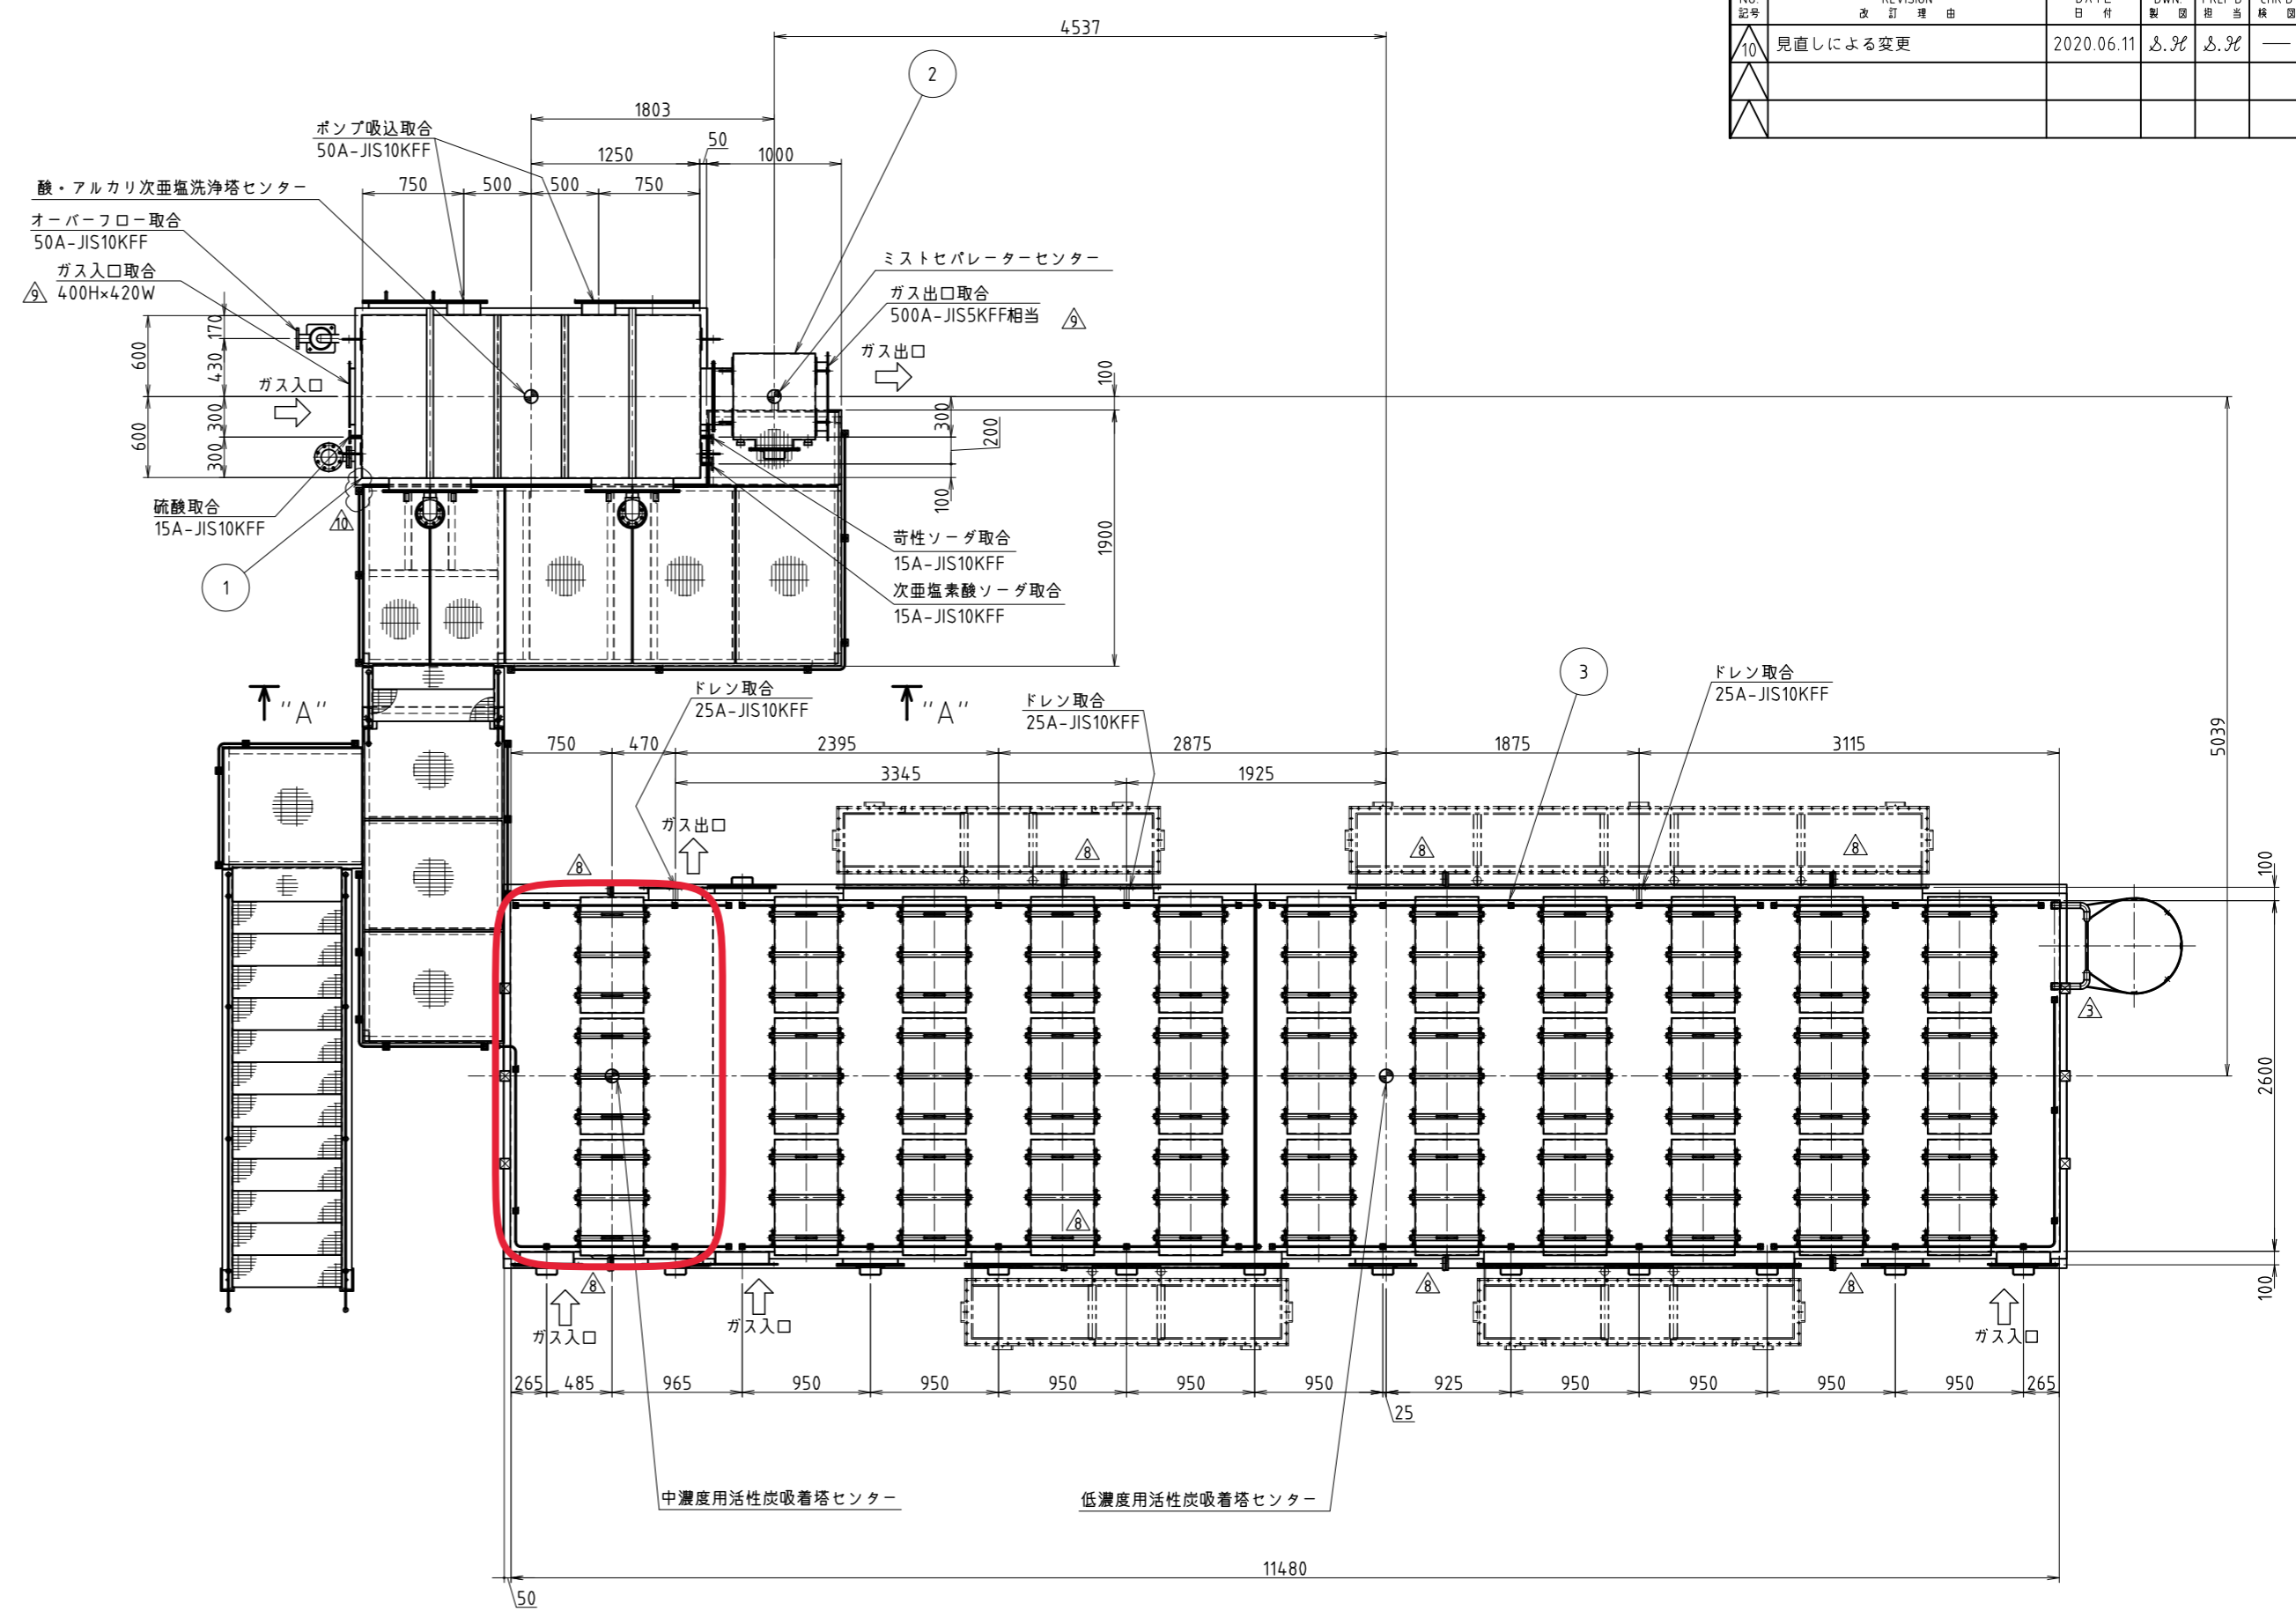 記号 改訂理由 日付 製図 担当 検図
10 見直しによる変更 2020.06.11 S.H S.H —
4537
2
1803
ポンプ吸込取合
50A-JIS10KFF
50
1250
1000
750
500
500
750
酸・アルカリ次亜塩洗浄塔センター
オーバーフロー取合
50A-JIS10KFF
ガス入口取合
9 400H×420W
ミストセパレーターセンター
ガス出口取合
500A-JIS5KFF相当 9
ガス出口
ガス入口
600
600
170
430
300
300
100
300
200
100
1900
5039
硫酸取合
15A-JIS10KFF
10
1
苛性ソーダ取合
15A-JIS10KFF
次亜塩素酸ソーダ取合
15A-JIS10KFF
"A"
"A"
ドレン取合
25A-JIS10KFF
ドレン取合
25A-JIS10KFF
3
ドレン取合
25A-JIS10KFF
750
470
2395
2875
1875
3115
3345
1925
ガス出口
8
8
8
8
100
3
2600
8
8
8
8
100
ガス入口
ガス入口
ガス入口
265
485
965
950
950
950
950
950
925
950
950
950
950
265
25
中濃度用活性炭吸着塔センター
低濃度用活性炭吸着塔センター
11480
50